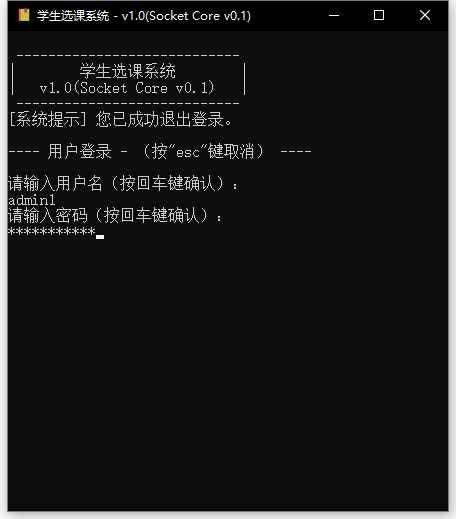 学生选课系统 - v1.0(Socket Core v0.1)
----------------------------
| 学生选课系统 |
| v1.0(Socket Core v0.1) |
----------------------------
[系统提示] 您已成功退出登录。
---- 用户登录 - （按"esc"键取消） ----
请输入用户名（按回车键确认）：
admin1
请输入密码（按回车键确认）：
***********